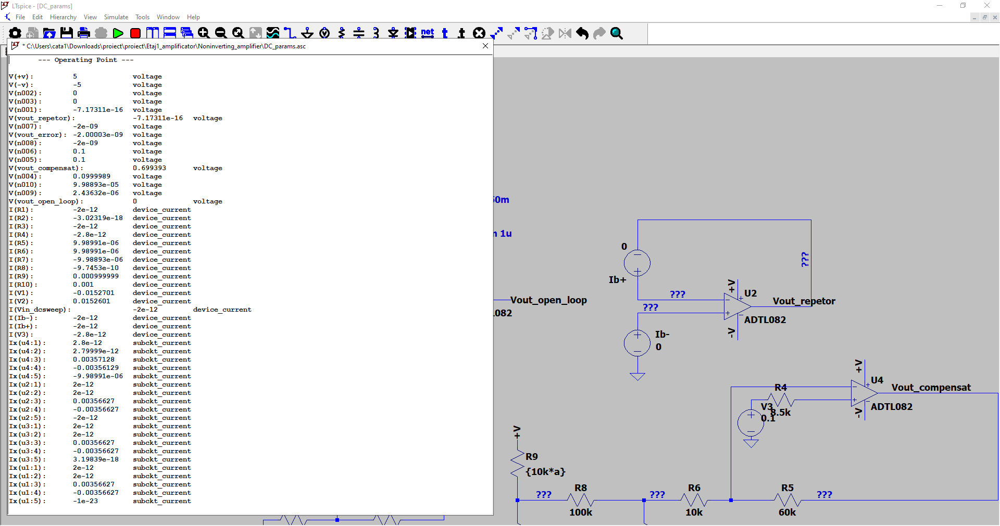 LTspice - [DC_params]
File Edit Hierarchy View Simulate Tools Window Help
net t .t
* C:\Users\cata1\Downloads\proiect\proiect\Etaj1_amplificator\Noninverting_amplifier\DC_params.asc
--- Operating Point ---
V(+v): 5 voltage
V(-v): -5 voltage
V(n002): 0 voltage
V(n003): 0 voltage
V(n001): -7.17311e-16 voltage
V(vout_repetor): -7.17311e-16 voltage
V(n007): -2e-09 voltage
V(vout_error): -2.00003e-09 voltage
V(n008): -2e-09 voltage
V(n006): 0.1 voltage
V(n005): 0.1 voltage
V(vout_compensat): 0.699393 voltage
V(n004): 0.0999989 voltage
V(n010): 9.98893e-05 voltage
V(n009): 2.43632e-06 voltage
V(vout_open_loop): 0 voltage
I(R1): -2e-12 device_current
I(R2): -3.02319e-18 device_current
I(R3): -2e-12 device_current
I(R4): -2.8e-12 device_current
I(R5): 9.98991e-06 device_current
I(R6): 9.98991e-06 device_current
I(R7): -9.98893e-06 device_current
I(R8): -9.7453e-10 device_current
I(R9): 0.000999999 device_current
I(R10): 0.001 device_current
I(V1): -0.0152701 device_current
I(V2): 0.0152601 device_current
I(Vin_dcsweep): -2e-12 device_current
I(Ib-): -2e-12 device_current
I(Ib+): -2e-12 device_current
I(V3): -2.8e-12 device_current
Ix(u4:1): 2.8e-12 subckt_current
Ix(u4:2): 2.79999e-12 subckt_current
Ix(u4:3): 0.00357128 subckt_current
Ix(u4:4): -0.00356129 subckt_current
Ix(u4:5): -9.98991e-06 subckt_current
Ix(u2:1): 2e-12 subckt_current
Ix(u2:2): 2e-12 subckt_current
Ix(u2:3): 0.00356627 subckt_current
Ix(u2:4): -0.00356627 subckt_current
Ix(u2:5): -2e-12 subckt_current
Ix(u3:1): 2e-12 subckt_current
Ix(u3:2): 2e-12 subckt_current
Ix(u3:3): 0.00356627 subckt_current
Ix(u3:4): -0.00356627 subckt_current
Ix(u3:5): 3.19839e-18 subckt_current
Ix(u1:1): 2e-12 subckt_current
Ix(u1:2): 2e-12 subckt_current
Ix(u1:3): 0.00356627 subckt_current
Ix(u1:4): -0.00356627 subckt_current
Ix(u1:5): -1e-23 subckt_current
0m
1u
0
Ib+
???
???
???
+V
U2
Vout_repetor
Vout_open_loop
082
ADTL082
-V
Ib-
0
+V
U4
Vout_compensat
R4
V3
8.5k
0.1
ADTL082
-V
+V
R9
{10k*a}
R8
R6
R5
???
???
???
100k
10k
60k